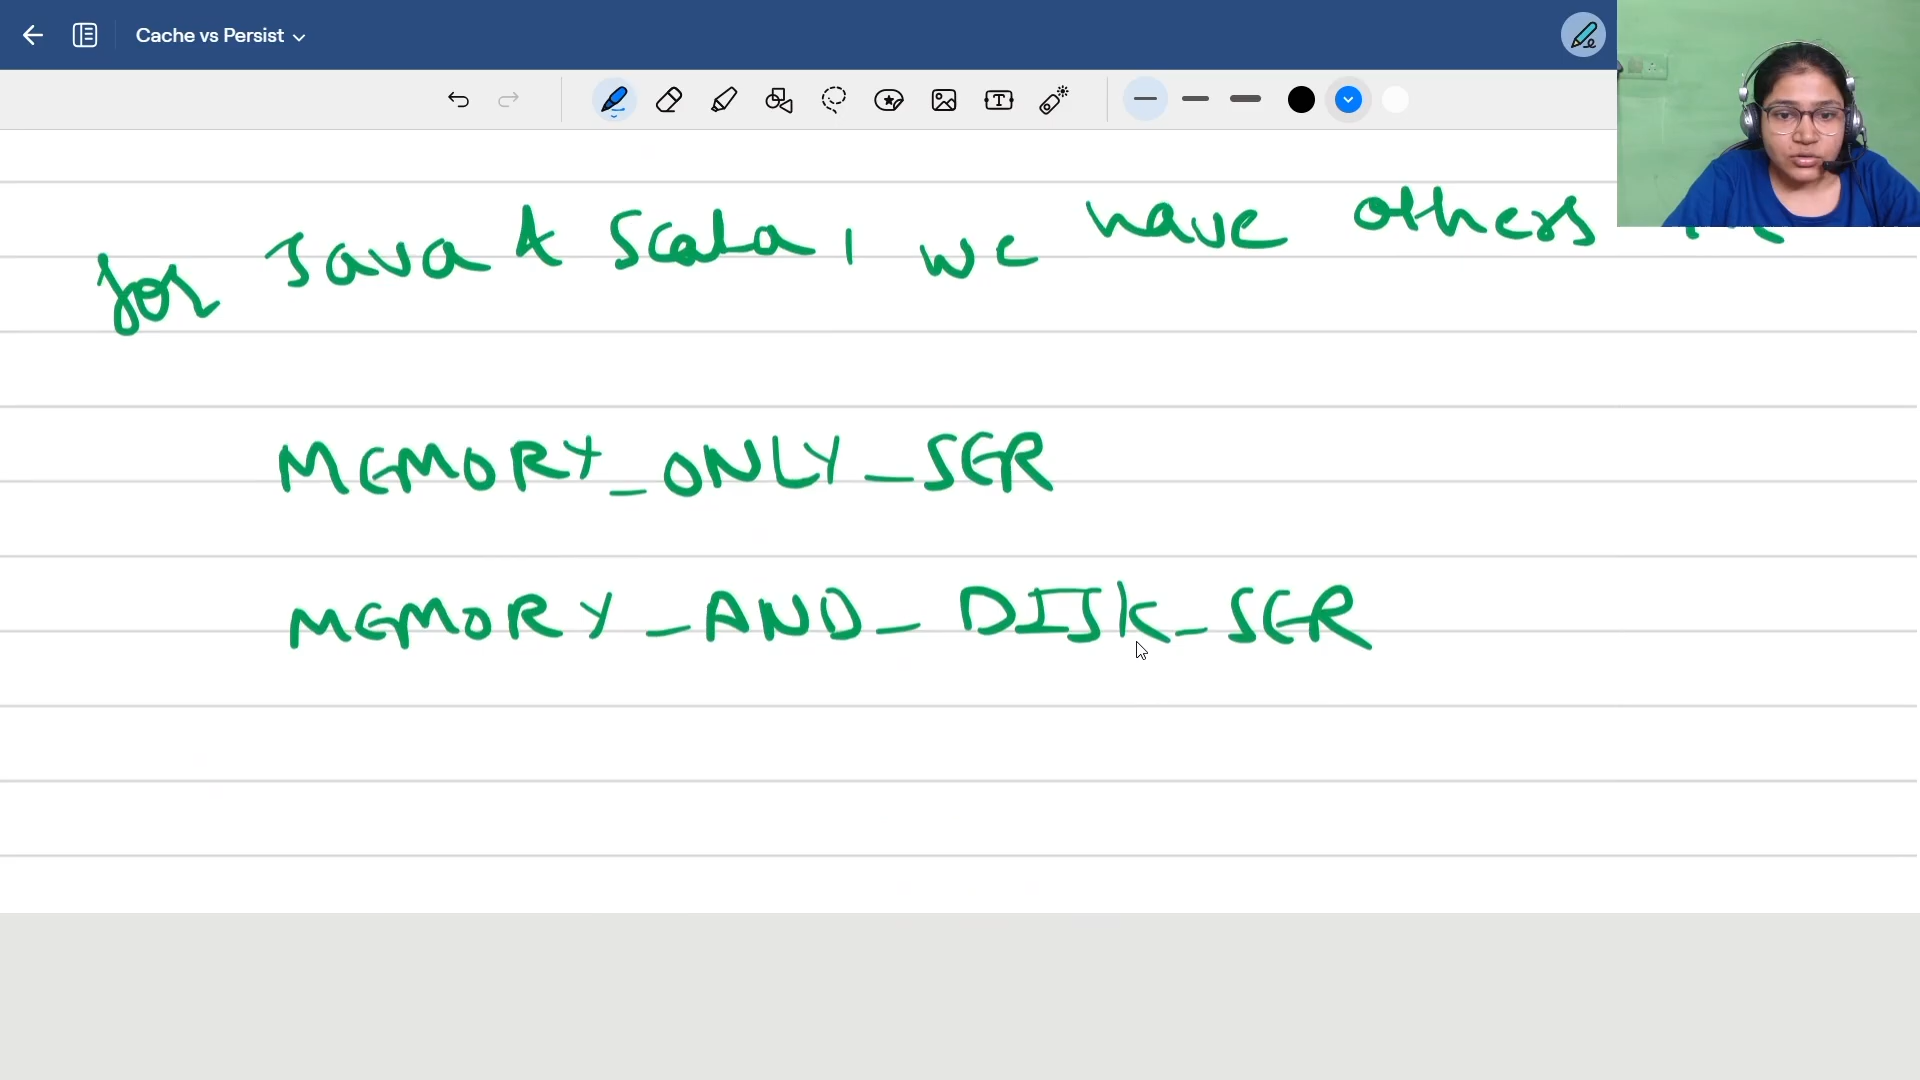 Cache vs Persist
for Java & Scala, we have others
MEMORY_ONLY_SER
MEMORY_AND_DISK_SER